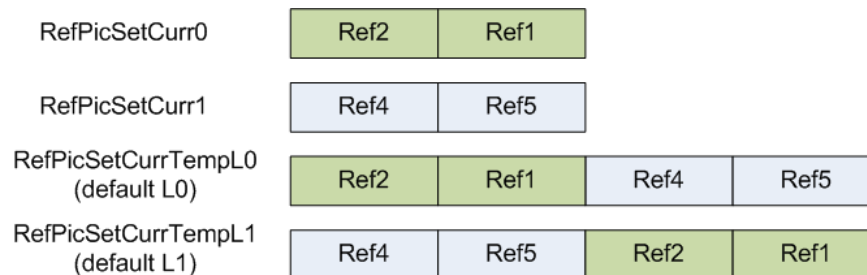 RefPicSetCurr0 Ref2 Ref1
RefPicSetCurr1 Ref4 Ref5
RefPicSetCurrTempL0
(default L0) Ref2 Ref1 Ref4 Ref5
RefPicSetCurrTempL1
(default L1) Ref4 Ref5 Ref2 Ref1